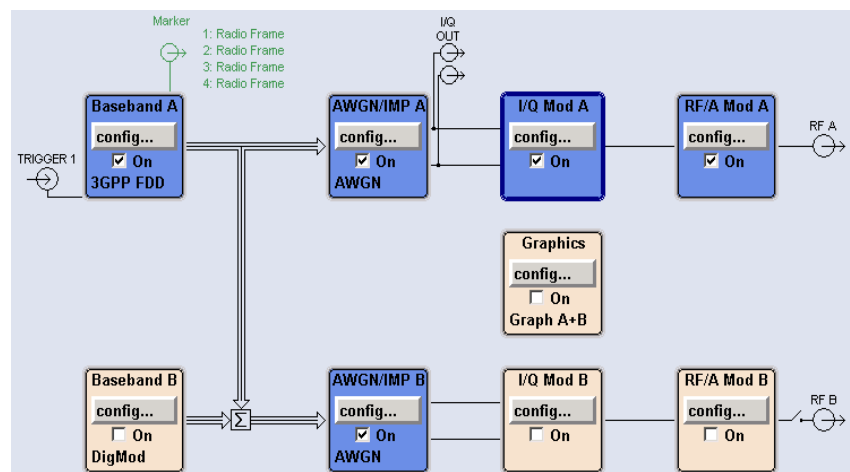 Marker
1: Radio Frame
2: Radio Frame
3: Radio Frame
4: Radio Frame
I/Q
OUT
Baseband A
config...
On
3GPP FDD
TRIGGER 1
AWGN/IMP A
config...
On
AWGN
I/Q Mod A
config...
On
RF/A Mod A
config...
On
RF A
Graphics
config...
On
Graph A+B
Baseband B
config...
On
DigMod
Σ
AWGN/IMP B
config...
On
AWGN
I/Q Mod B
config...
On
RF/A Mod B
config...
On
RF B